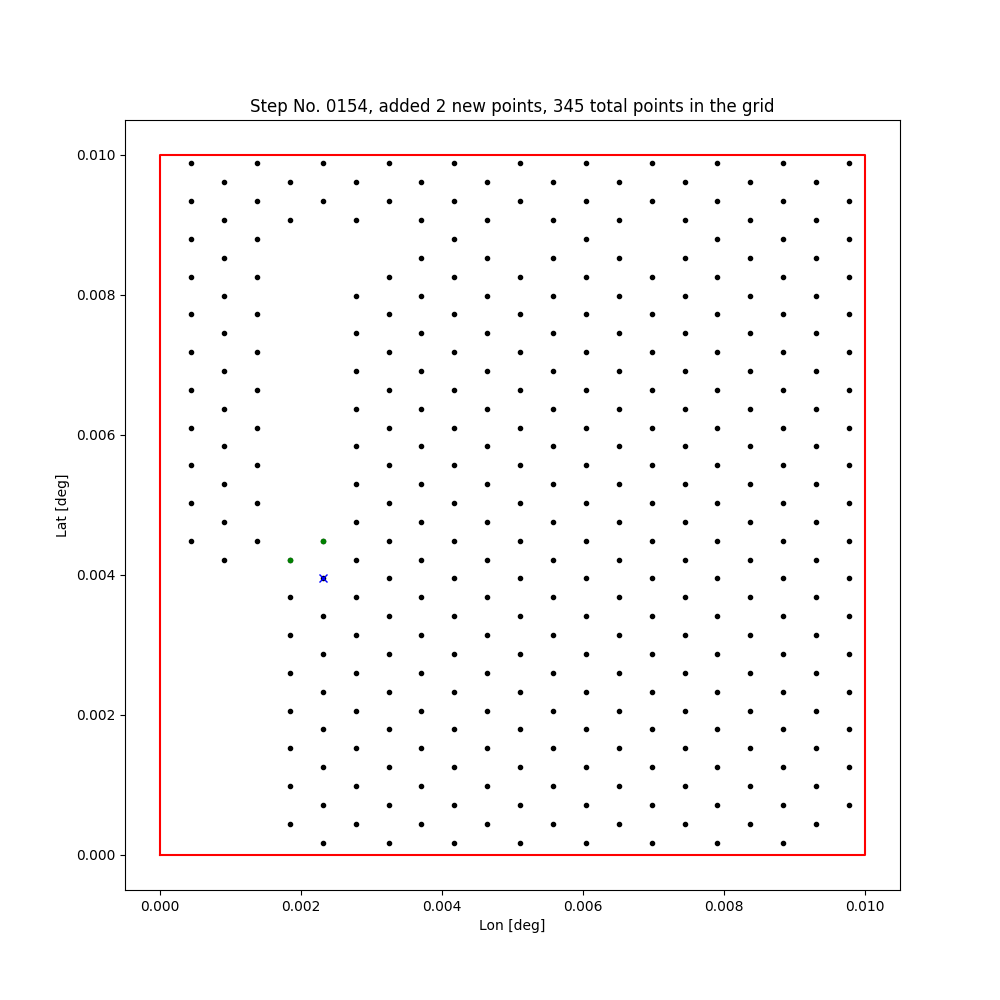 Step No. 0154, added 2 new points, 345 total points in the grid
0.010
0.008
0.006
0.004
0.002
0.000
Lat [deg]
0.000 0.002 0.004 0.006 0.008 0.010
Lon [deg]